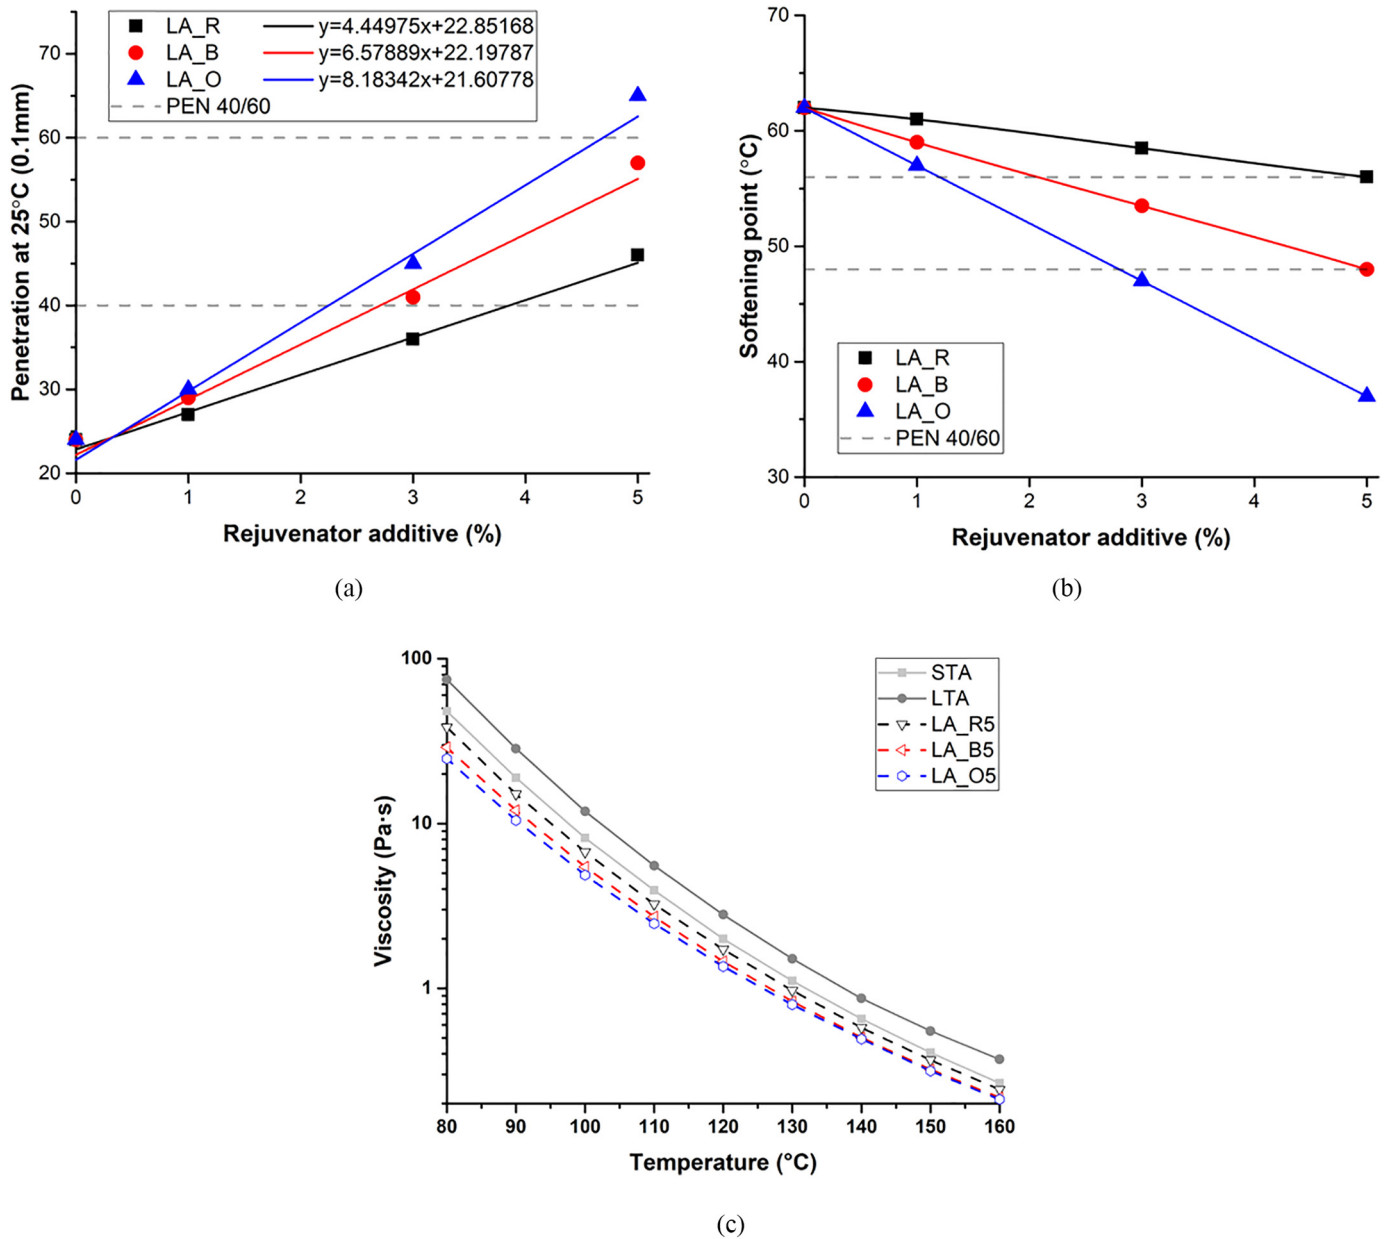 LA_R y=4.44975x+22.85168
LA_B y=6.57889x+22.19787
LA_O y=8.18342x+21.60778
PEN 40/60
70
60
50
40
30
20
0 1 2 3 4 5
Penetration at 25°C (0.1mm)
Rejuvenator additive (%)
(a)
70
60
50
40
30
0 1 2 3 4 5
Softening point (°C)
LA_R
LA_B
LA_O
PEN 40/60
Rejuvenator additive (%)
(b)
100
10
1
80 90 100 110 120 130 140 150 160
Viscosity (Pa·s)
STA
LTA
LA_R5
LA_B5
LA_O5
Temperature (°C)
(c)